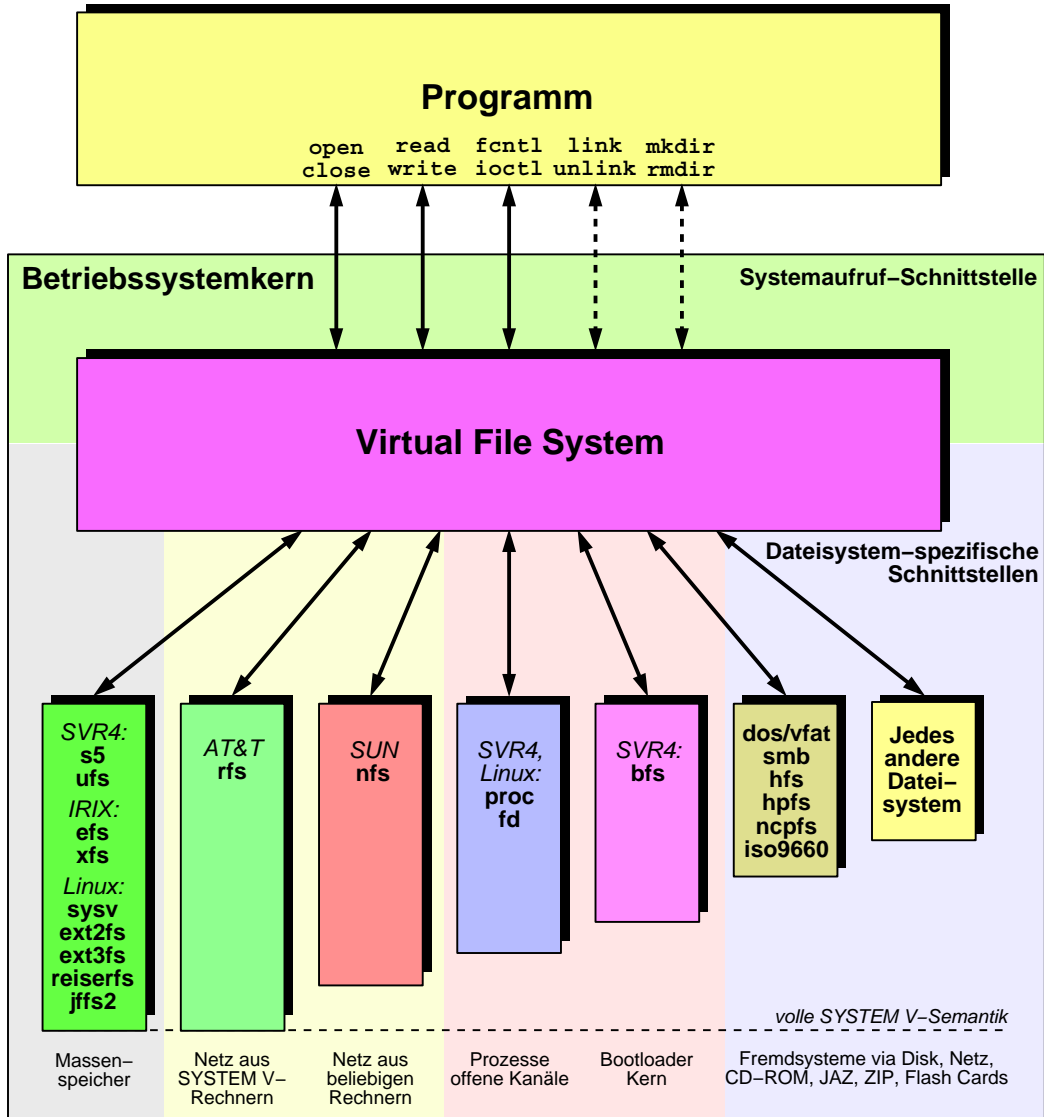 Programm
open read fcntl link mkdir
close write ioctl unlink rmdir
Betriebssystemkern
Systemaufruf−Schnittstelle
Virtual File System
Dateisystem−spezifische
Schnittstellen
SVR4:
s5
ufs
IRIX:
efs
xfs
Linux:
sysv
ext2fs
ext3fs
reiserfs
jffs2
AT&T
rfs
SUN
nfs
SVR4,
Linux:
proc
fd
SVR4:
bfs
dos/vfat
smb
hfs
hpfs
ncpfs
iso9660
Jedes
andere
Datei−
system
volle SYSTEM V−Semantik
Massen−
speicher
Netz aus
SYSTEM V−
Rechnern
Netz aus
beliebigen
Rechnern
Prozesse
offene Kanäle
Bootloader
Kern
Fremdsysteme via Disk, Netz,
CD−ROM, JAZ, ZIP, Flash Cards